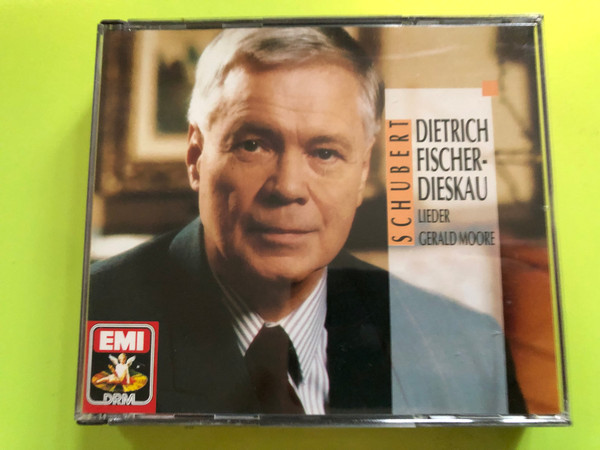 SCHUBERT
DIETRICH
FISCHER-
DIESKAU
LIEDER
GERALD MOORE
EMI
DRM